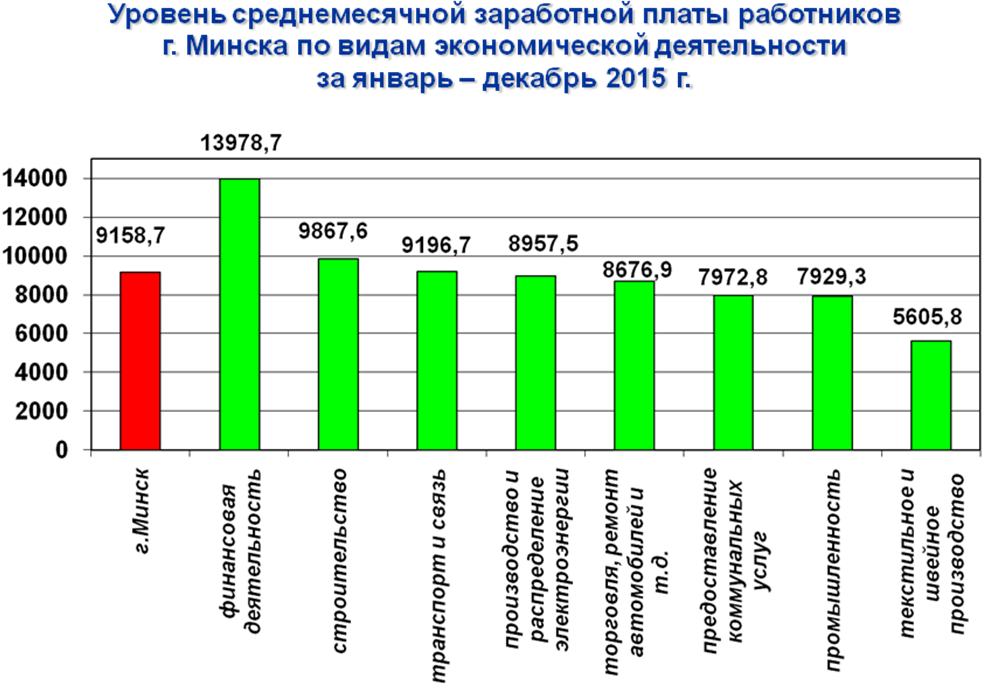 Уровень среднемесячной заработной платы работников
г. Минска по видам экономической деятельности
за январь – декабрь 2015 г.
14000
12000
10000
8000
6000
4000
2000
0
9158,7
13978,7
9867,6
9196,7
8957,5
8676,9
7972,8
7929,3
5605,8
г.Минск
финансовая
деятельность
строительство
транспорт и связь
производство и
распределение
электроэнергии
торговля, ремонт
автомобилей и
т.д.
предоставление
коммунальных
услуг
промышленность
текстильное и
швейное
производство